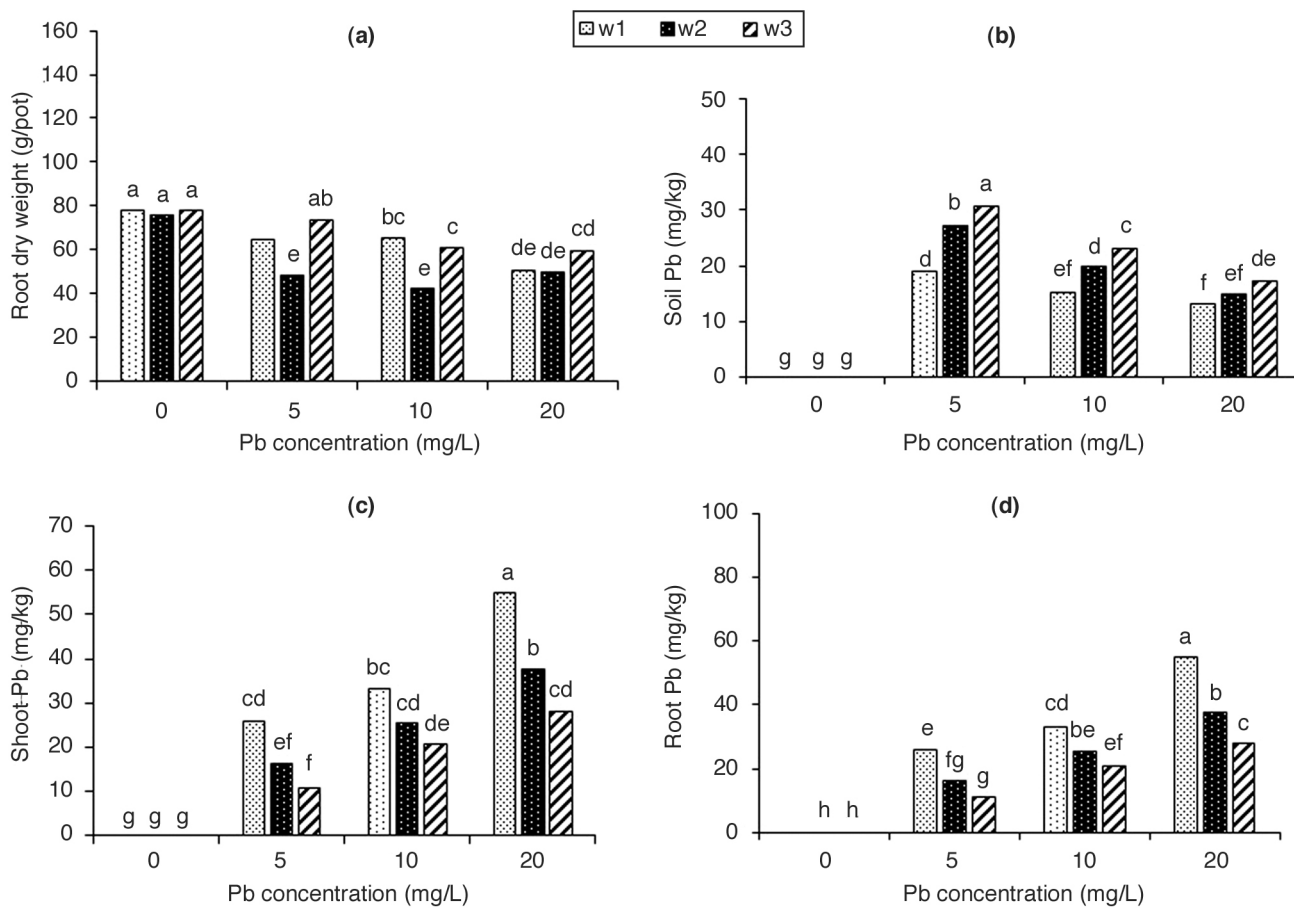 w1 w2 w3
(a)
Root dry weight (g/pot)
160
140
120
100
80
60
40
20
0
a a a
e ab
bc e c
de de cd
0 5 10 20
Pb concentration (mg/L)
(b)
Soil Pb (mg/kg)
50
40
30
20
10
0
g g g
d b a
ef d c
f ef de
0 5 10 20
Pb concentration (mg/L)
(c)
Shoot Pb (mg/kg)
70
60
50
40
30
20
10
0
g g g
cd ef f
bc cd de
a b cd
0 5 10 20
Pb concentration (mg/L)
(d)
Root Pb (mg/kg)
100
80
60
40
20
0
h h
e fg g
cd be ef
a b c
0 5 10 20
Pb concentration (mg/L)